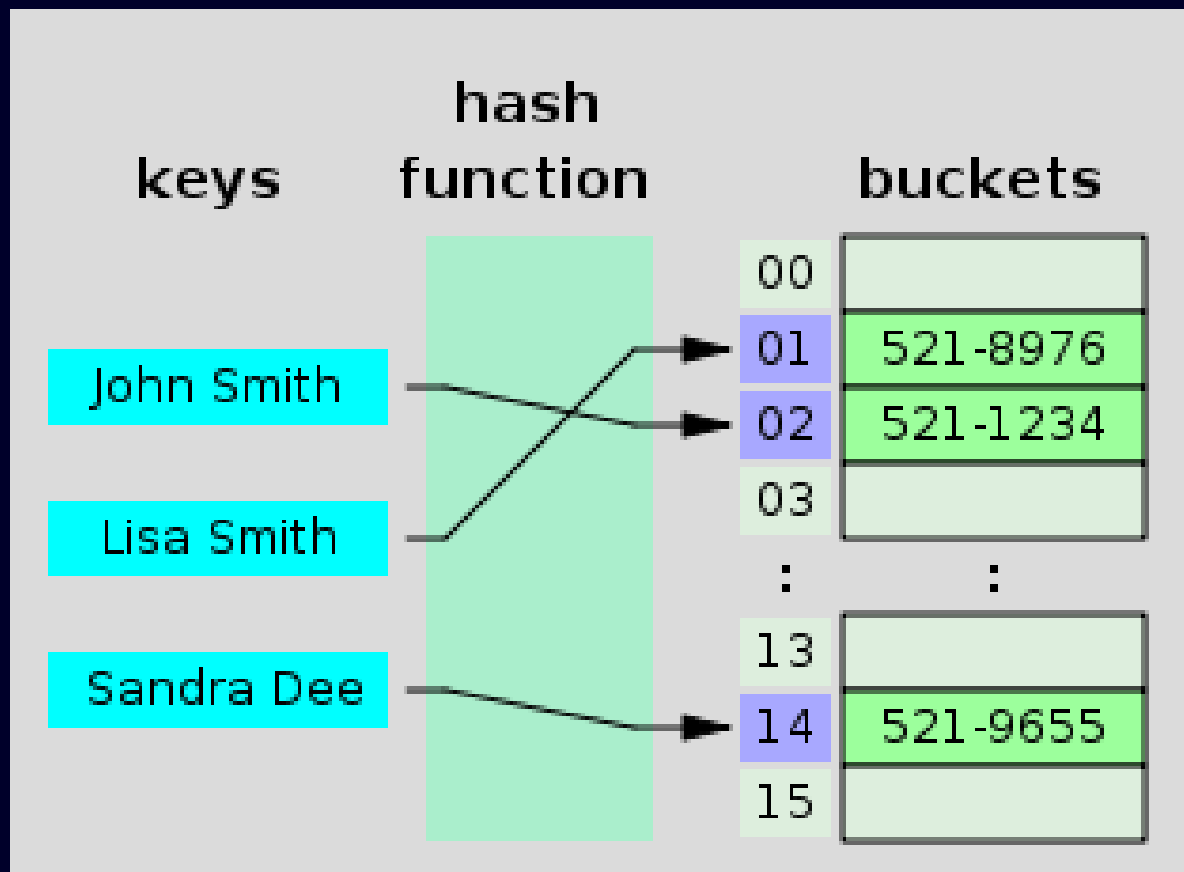 hash
keys function buckets
00
01 521-8976
John Smith
02 521-1234
03
Lisa Smith
: :
13
Sandra Dee
14 521-9655
15